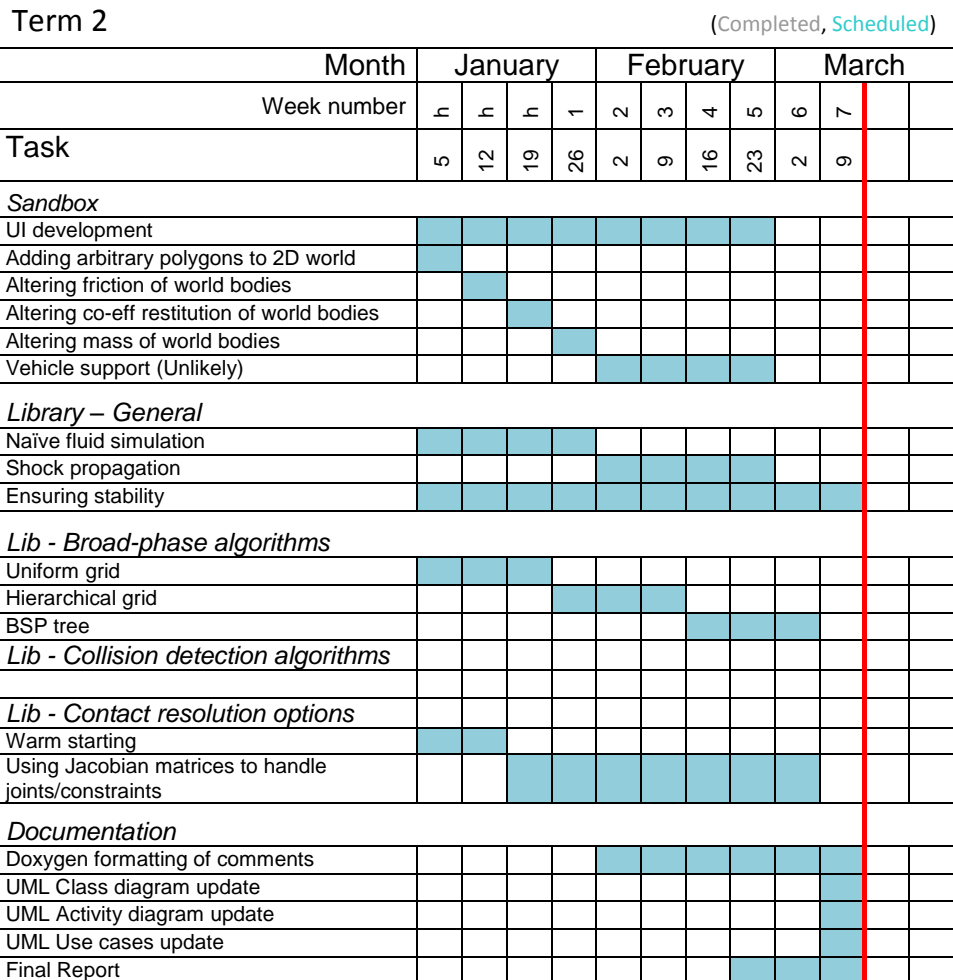 Term 2 (Completed, Scheduled)
Month January February March
Week number h h h 1 2 3 4 5 6 7
Task 5 12 19 26 2 9 16 23 2 9
Sandbox
UI development
Adding arbitrary polygons to 2D world
Altering friction of world bodies
Altering co-eff restitution of world bodies
Altering mass of world bodies
Vehicle support (Unlikely)
Library – General
Naïve fluid simulation
Shock propagation
Ensuring stability
Lib - Broad-phase algorithms
Uniform grid
Hierarchical grid
BSP tree
Lib - Collision detection algorithms
Lib - Contact resolution options
Warm starting
Using Jacobian matrices to handle
joints/constraints
Documentation
Doxygen formatting of comments
UML Class diagram update
UML Activity diagram update
UML Use cases update
Final Report